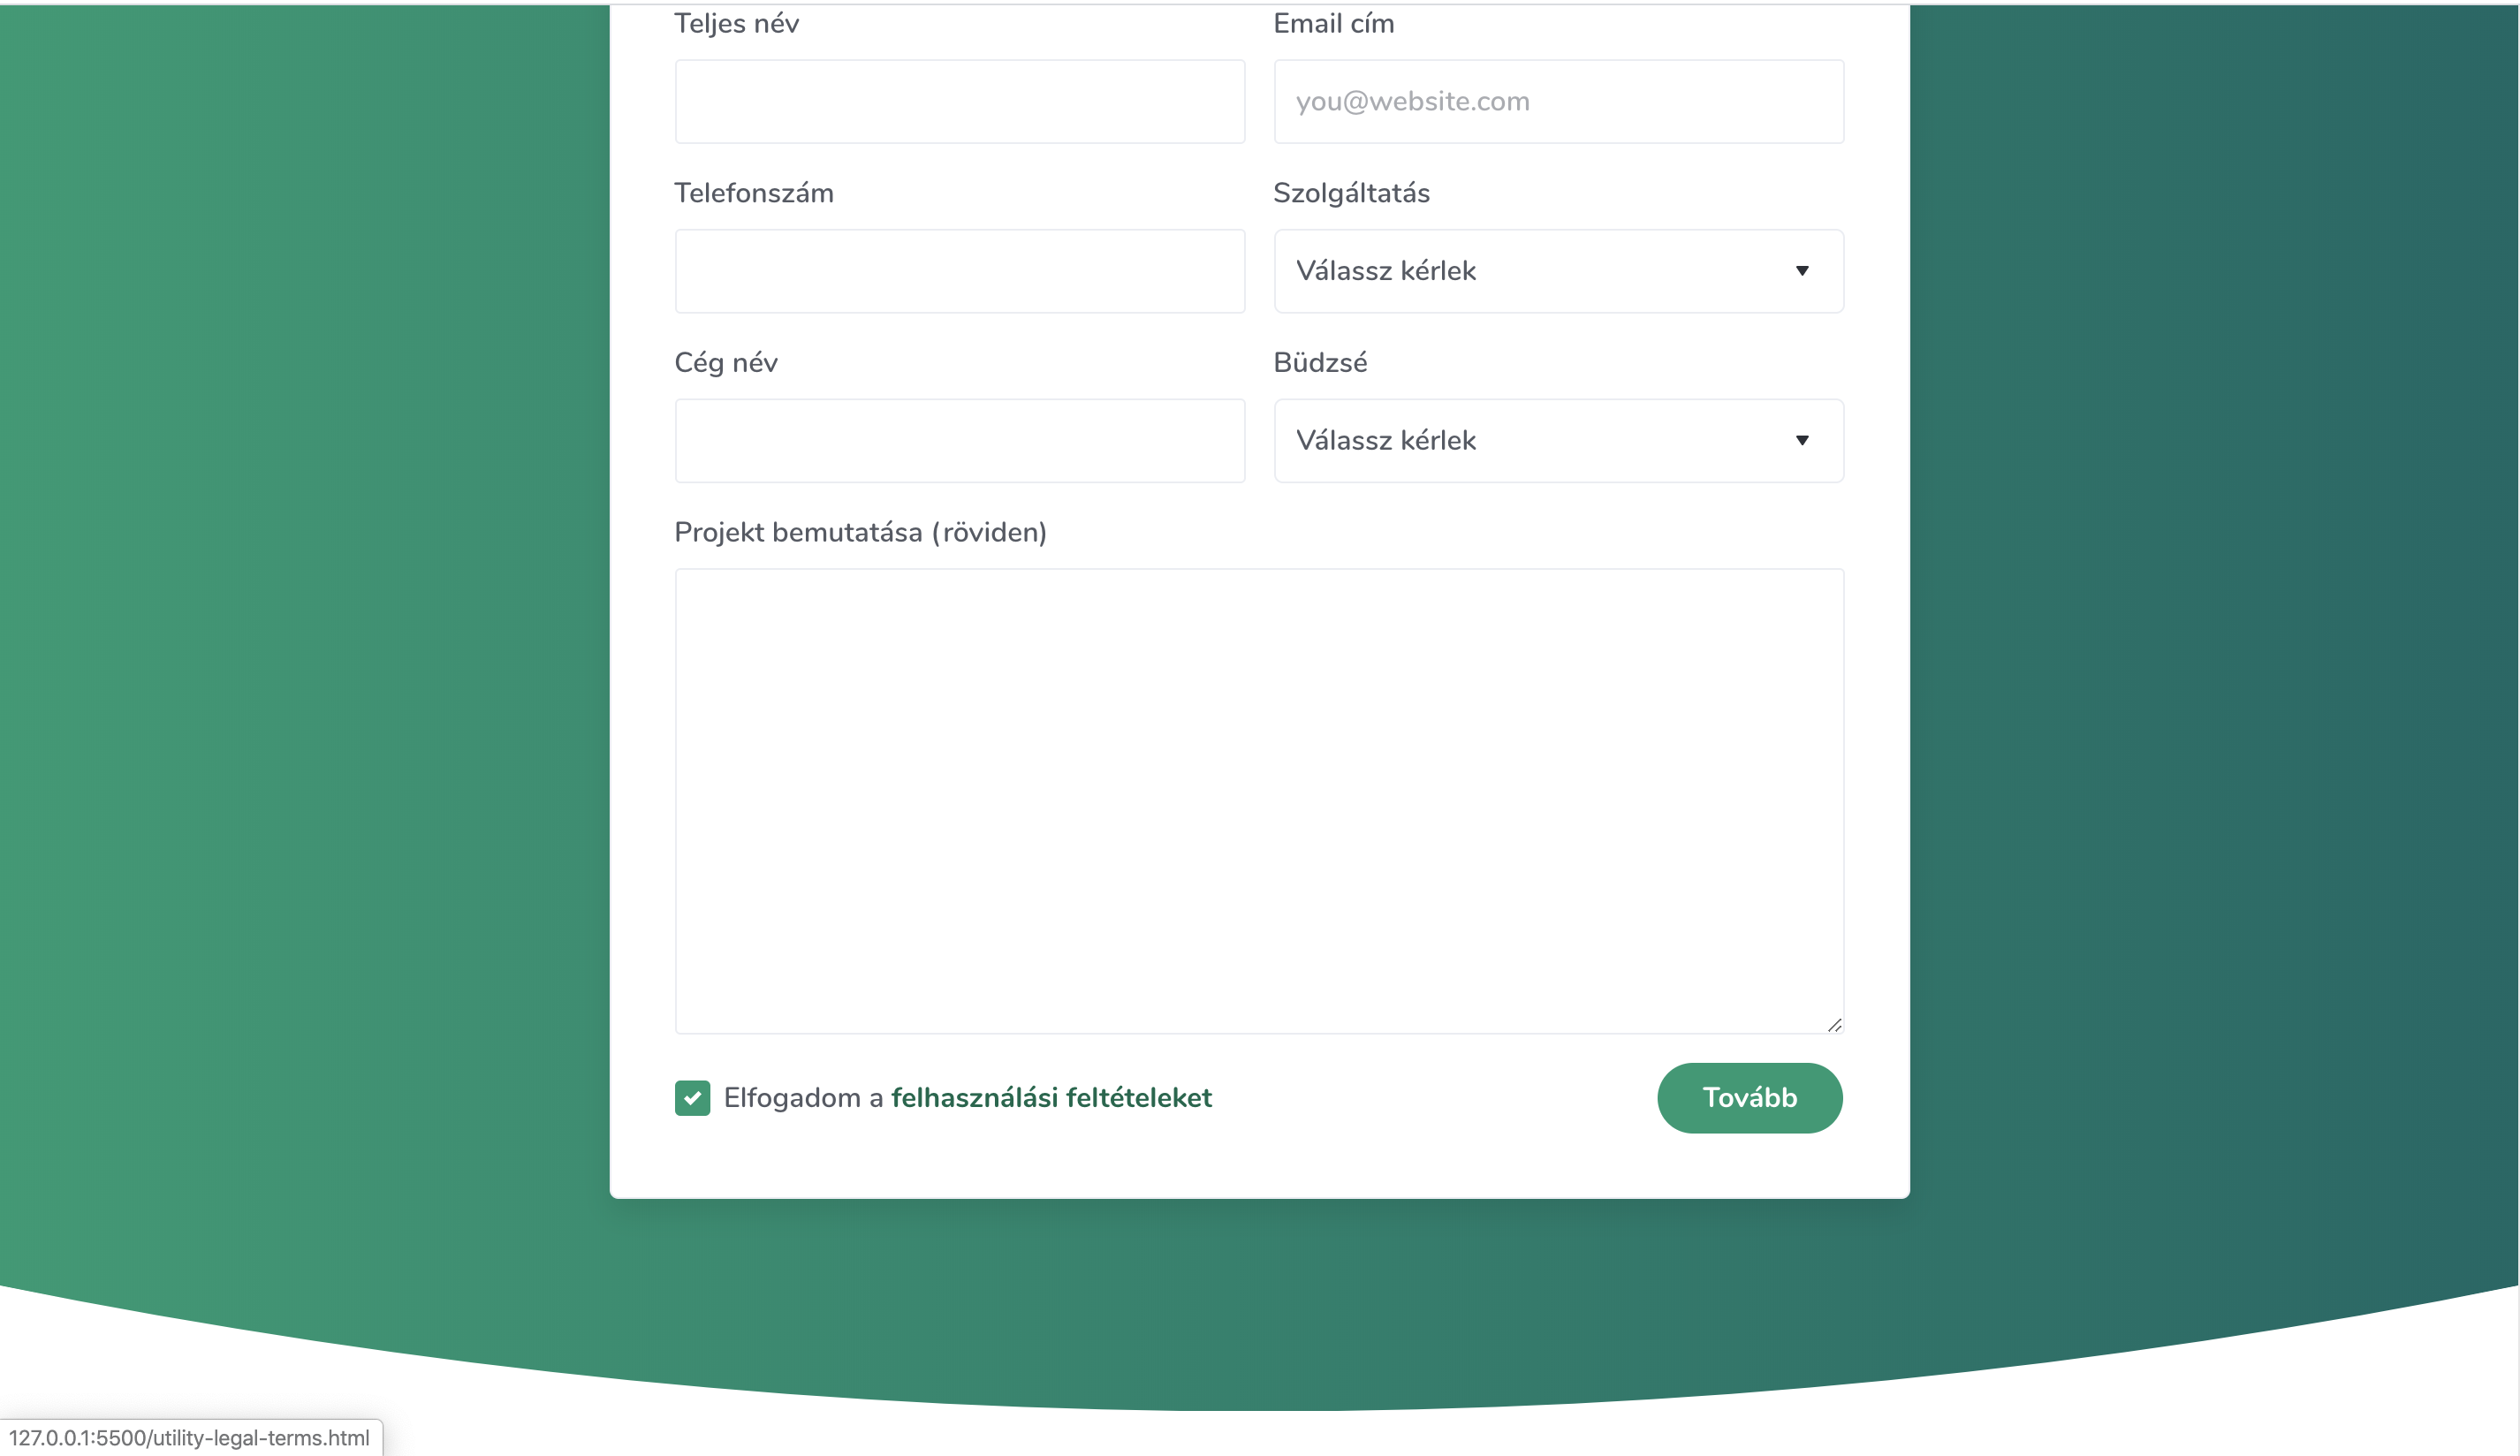 Teljes név
Email cím
you@website.com
Telefonszám
Szolgáltatás
Válassz kérlek
Cég név
Büdzsé
Válassz kérlek
Projekt bemutatása (röviden)
Elfogadom a felhasználási feltételeket
Tovább
127.0.0.1:5500/utility-legal-terms.html